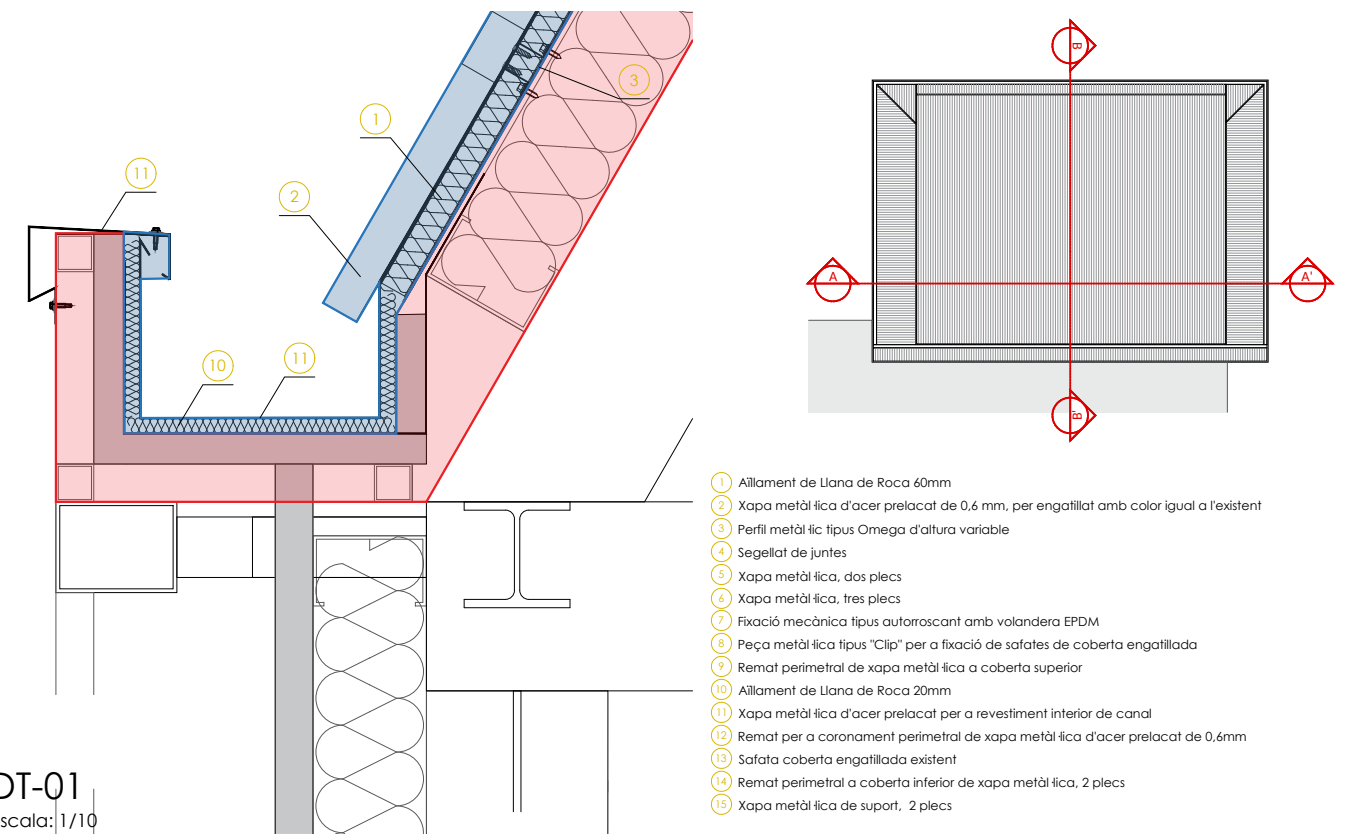 3
1
11
2
10
11
B
A
A'
B'
1 Aïllament de Llana de Roca 60mm
2 Xapa metàl·lica d'acer prelacat de 0,6 mm, per engatillat amb color igual a l'existent
3 Perfil metàl·lic tipus Omega d'altura variable
4 Segellat de juntes
5 Xapa metàl·lica, dos plecs
6 Xapa metàl·lica, tres plecs
7 Fixació mecànica tipus autorroscant amb volandera EPDM
8 Peça metàl·lica tipus "Clip" per a fixació de safates de coberta engatillada
9 Remat perimetral de xapa metàl·lica a coberta superior
10 Aïllament de Llana de Roca 20mm
11 Xapa metàl·lica d'acer prelacat per a revestiment interior de canal
12 Remat per a coronament perimetral de xapa metàl·lica d'acer prelacat de 0,6mm
13 Safata coberta engatillada existent
14 Remat perimetral a coberta inferior de xapa metàl·lica, 2 plecs
15 Xapa metàl·lica de suport, 2 plecs
DT-01
escala: 1/10